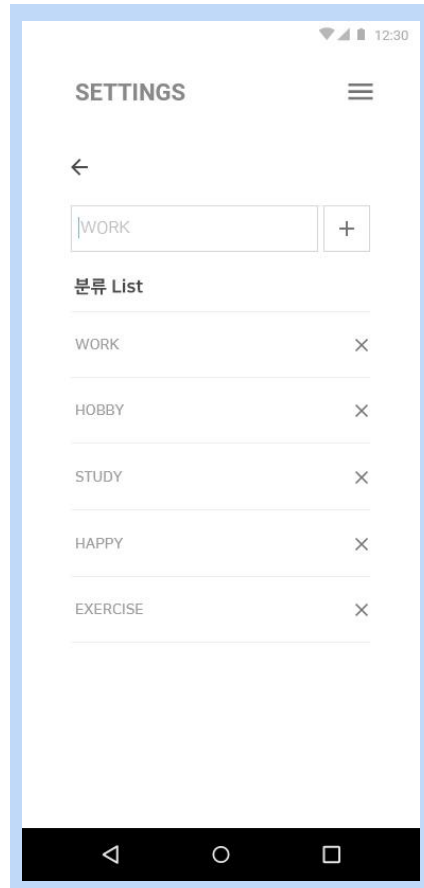 12:30
SETTINGS
WORK
분류 List
WORK
HOBBY
STUDY
HAPPY
EXERCISE